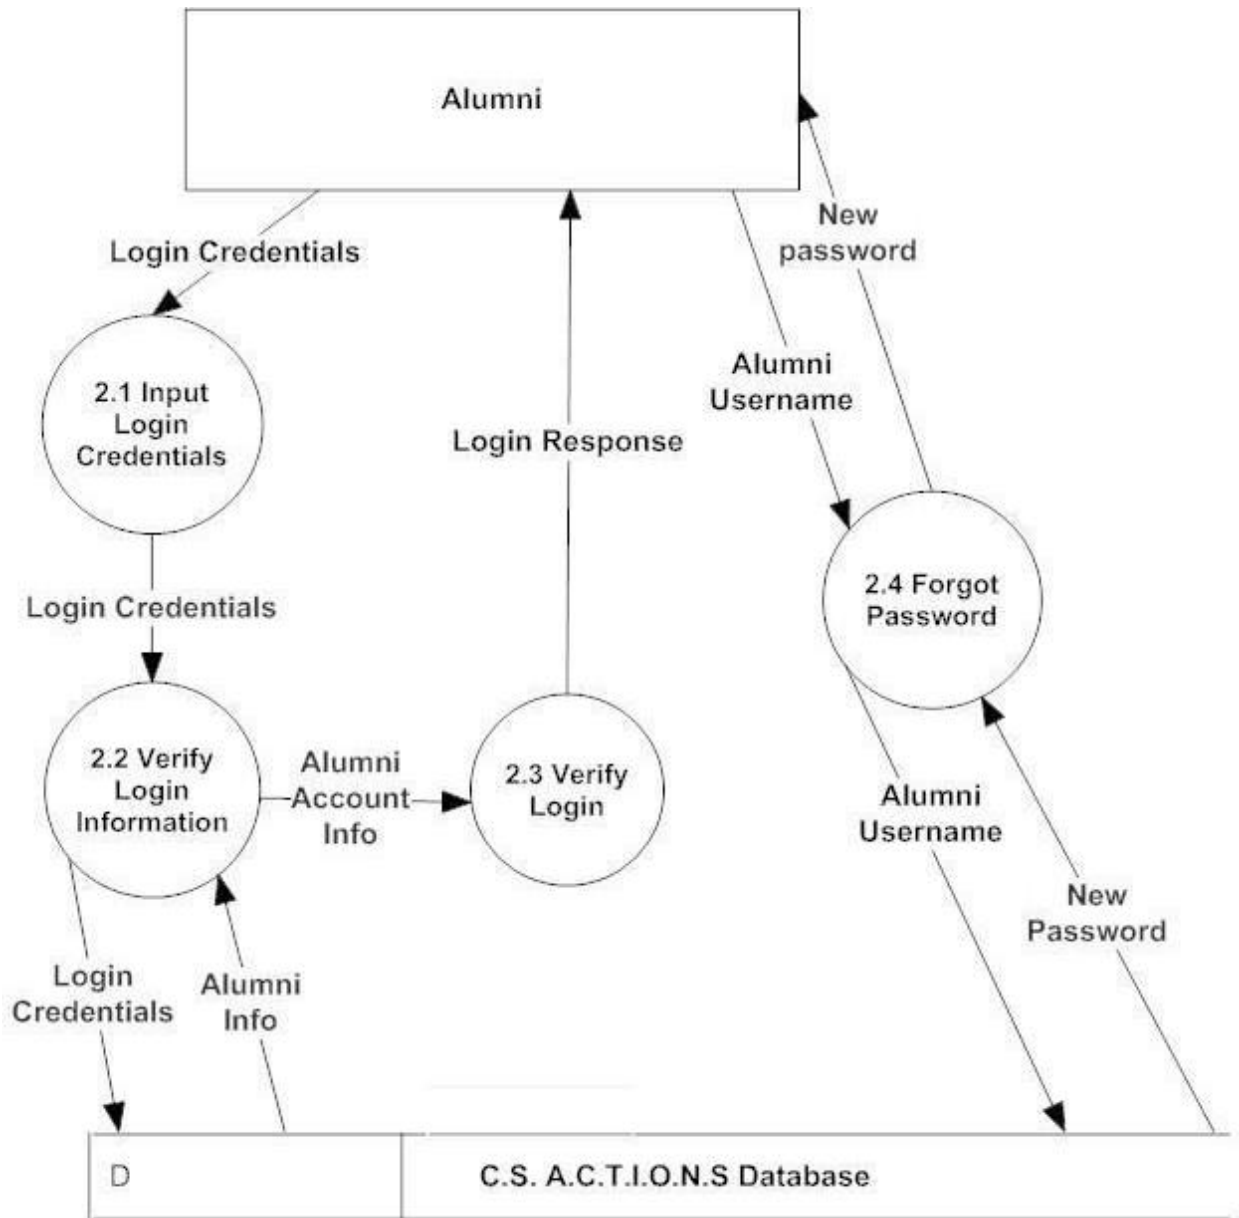 Alumni
New
password
Login Credentials
Alumni
Username
2.1 Input
Login
Credentials
Login Response
2.4 Forgot
Password
Login Credentials
2.2 Verify
Login
Information
Alumni
Account
Info
2.3 Verify
Login
Alumni
Username
New
Password
Login
Credentials
Alumni
Info
D
C.S. A.C.T.I.O.N.S Database